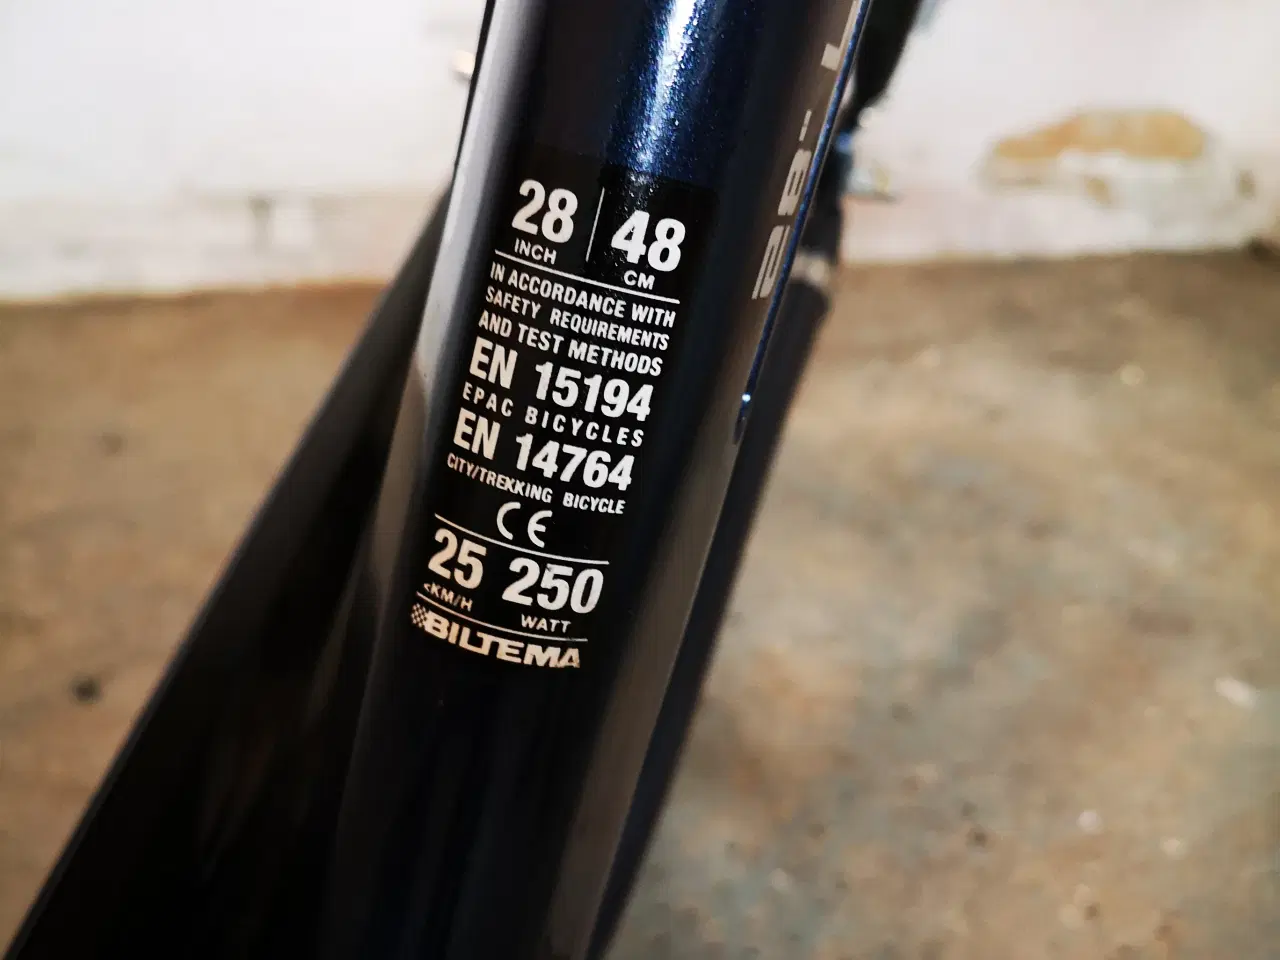 28 48
INCH CM
IN ACCORDANCE WITH
SAFETY REQUIREMENTS
AND TEST METHODS
EN 15194
EPAC BICYCLES
EN 14764
CITY/TREKKING BICYCLE
CE
25 250
<KM/H WATT
BILTEMA
28"